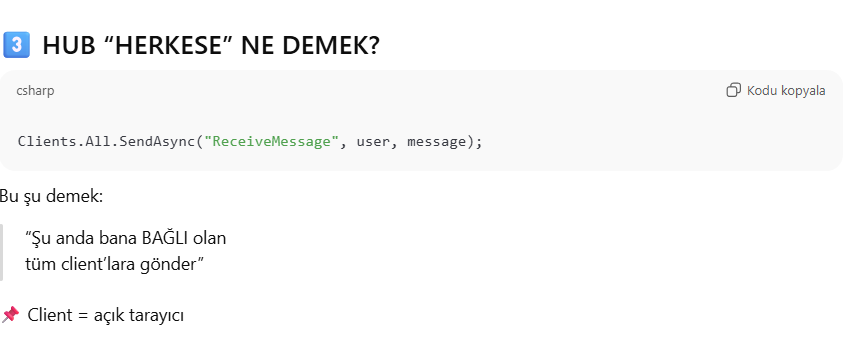 3 HUB “HERKESE” NE DEMEK?
csharp
Kodu kopyala
Clients.All.SendAsync("ReceiveMessage", user, message);
Bu şu demek:
“Şu anda bana BAĞLI olan
tüm client’lara gönder”
📌 Client = açık tarayıcı